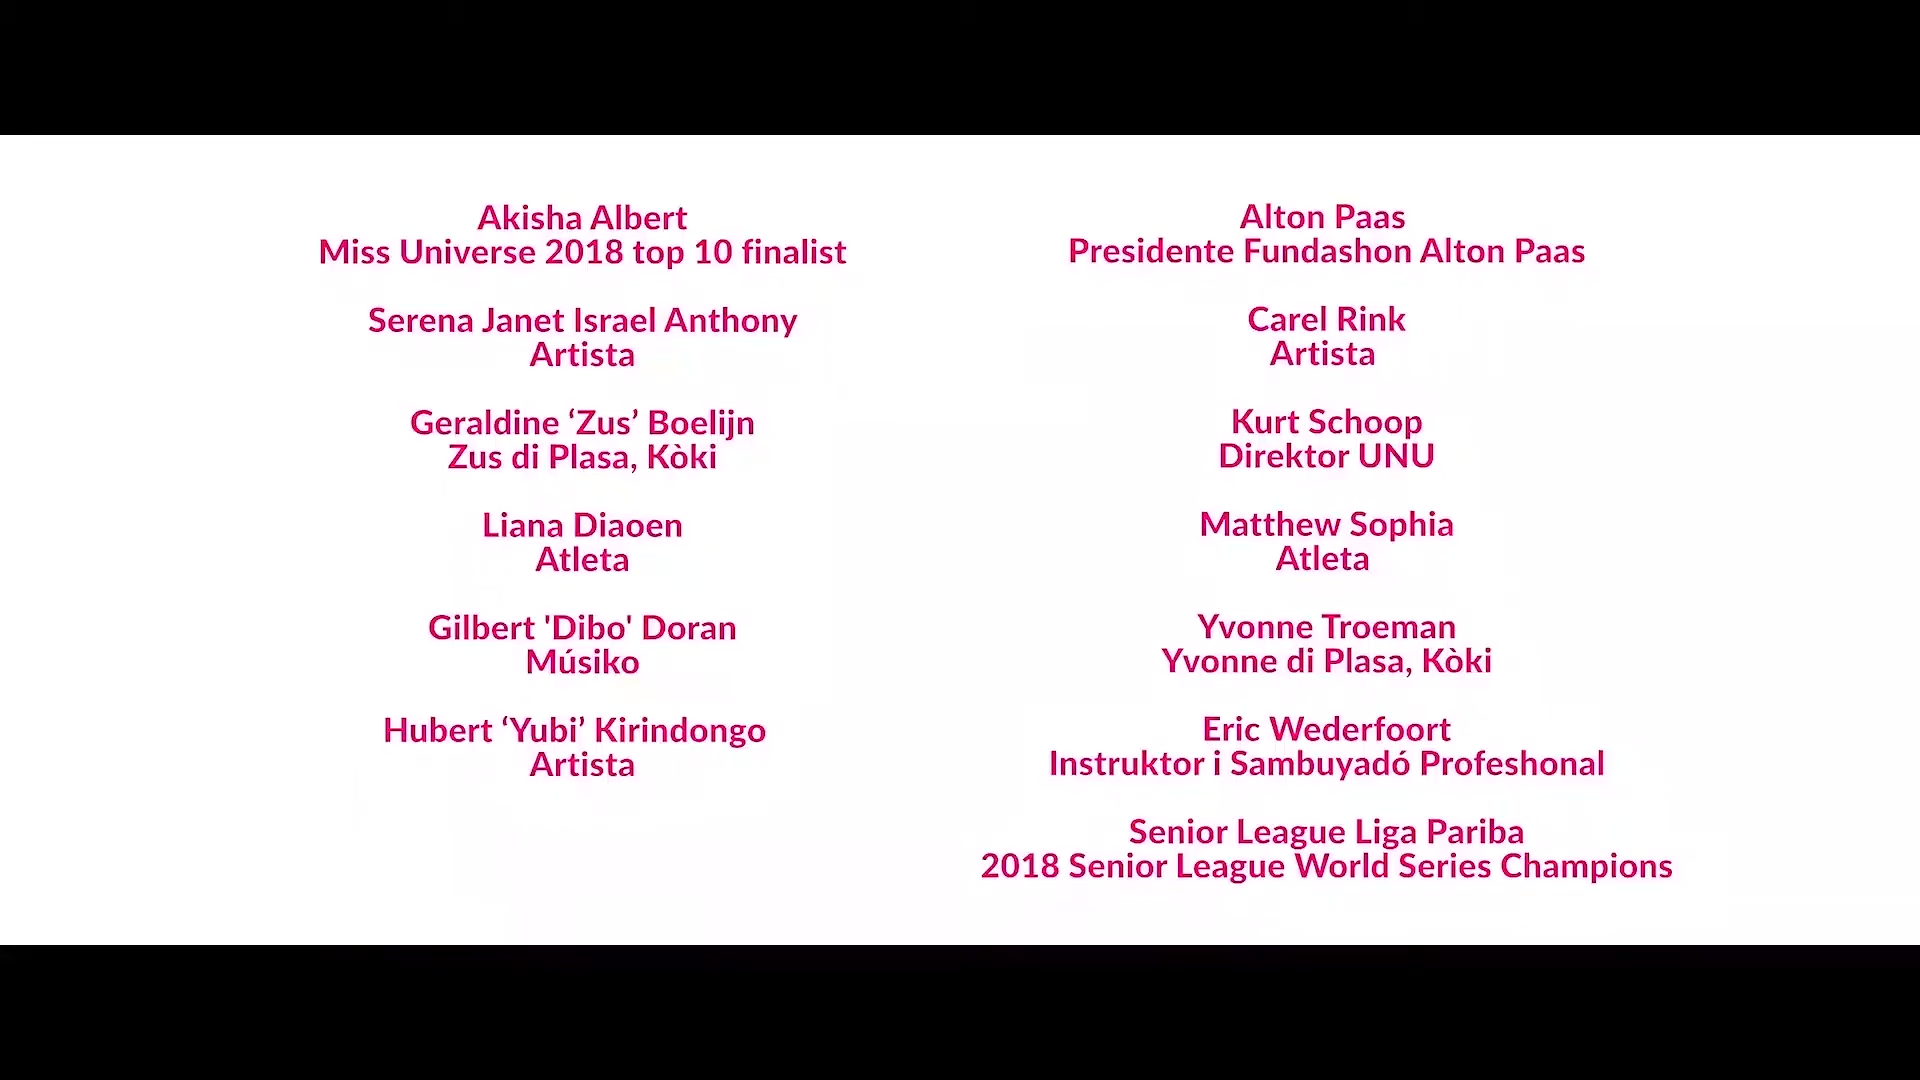 Akisha Albert
Miss Universe 2018 top 10 finalist
Serena Janet Israel Anthony
Artista
Geraldine ‘Zus’ Boelijn
Zus di Plasa, Kòki
Liana Diaoen
Atleta
Gilbert 'Dibo' Doran
Músiko
Hubert ‘Yubi’ Kirindongo
Artista
Alton Paas
Presidente Fundashon Alton Paas
Carel Rink
Artista
Kurt Schoop
Direktor UNU
Matthew Sophia
Atleta
Yvonne Troeman
Yvonne di Plasa, Kòki
Eric Wederfoort
Instruktor i Sambuyadó Profeshonal
Senior League Liga Pariba
2018 Senior League World Series Champions